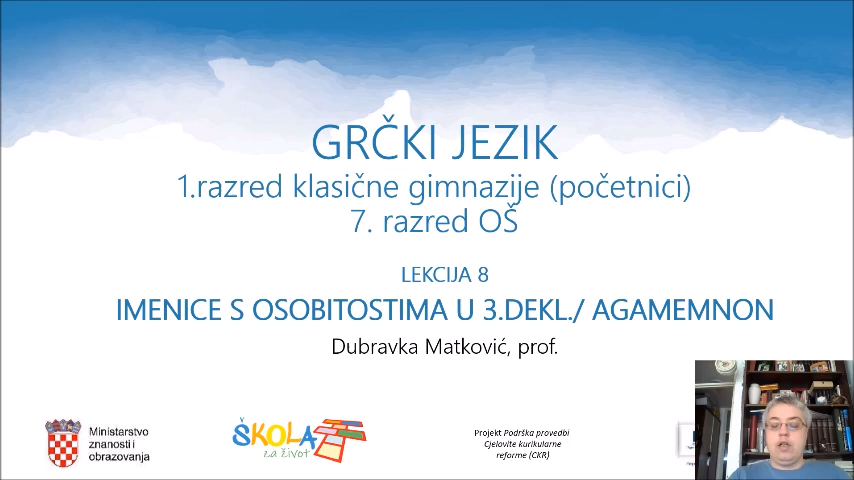 GRČKI JEZIK
1.razred klasične gimnazije (početnici)
7. razred OŠ
LEKCIJA 8
IMENICE S OSOBITOSTIMA U 3.DEKL./ AGAMEMNON
Dubravka Matković, prof.
Ministarstvo
znanosti i
obrazovanja
ŠKOLA
za život
Projekt Podrška provedbi
Cjelovite kurikularne
reforme (CKR)